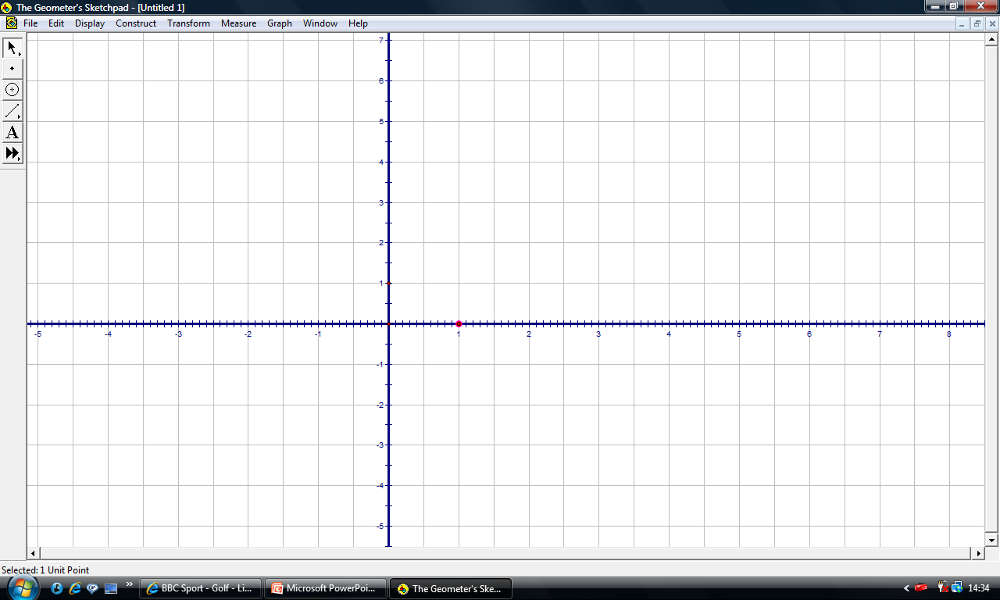 The Geometer's Sketchpad - [Untitled 1]
File Edit Display Construct Transform Measure Graph Window Help
A
7
6
5
4
3
2
1
-5 -4 -3 -2 -1 1 2 3 4 5 6 7 8
-1
-2
-3
-4
-5
Selected: 1 Unit Point
BBC Sport - Golf - Li... Microsoft PowerPoi... The Geometer's Ske... 14:34